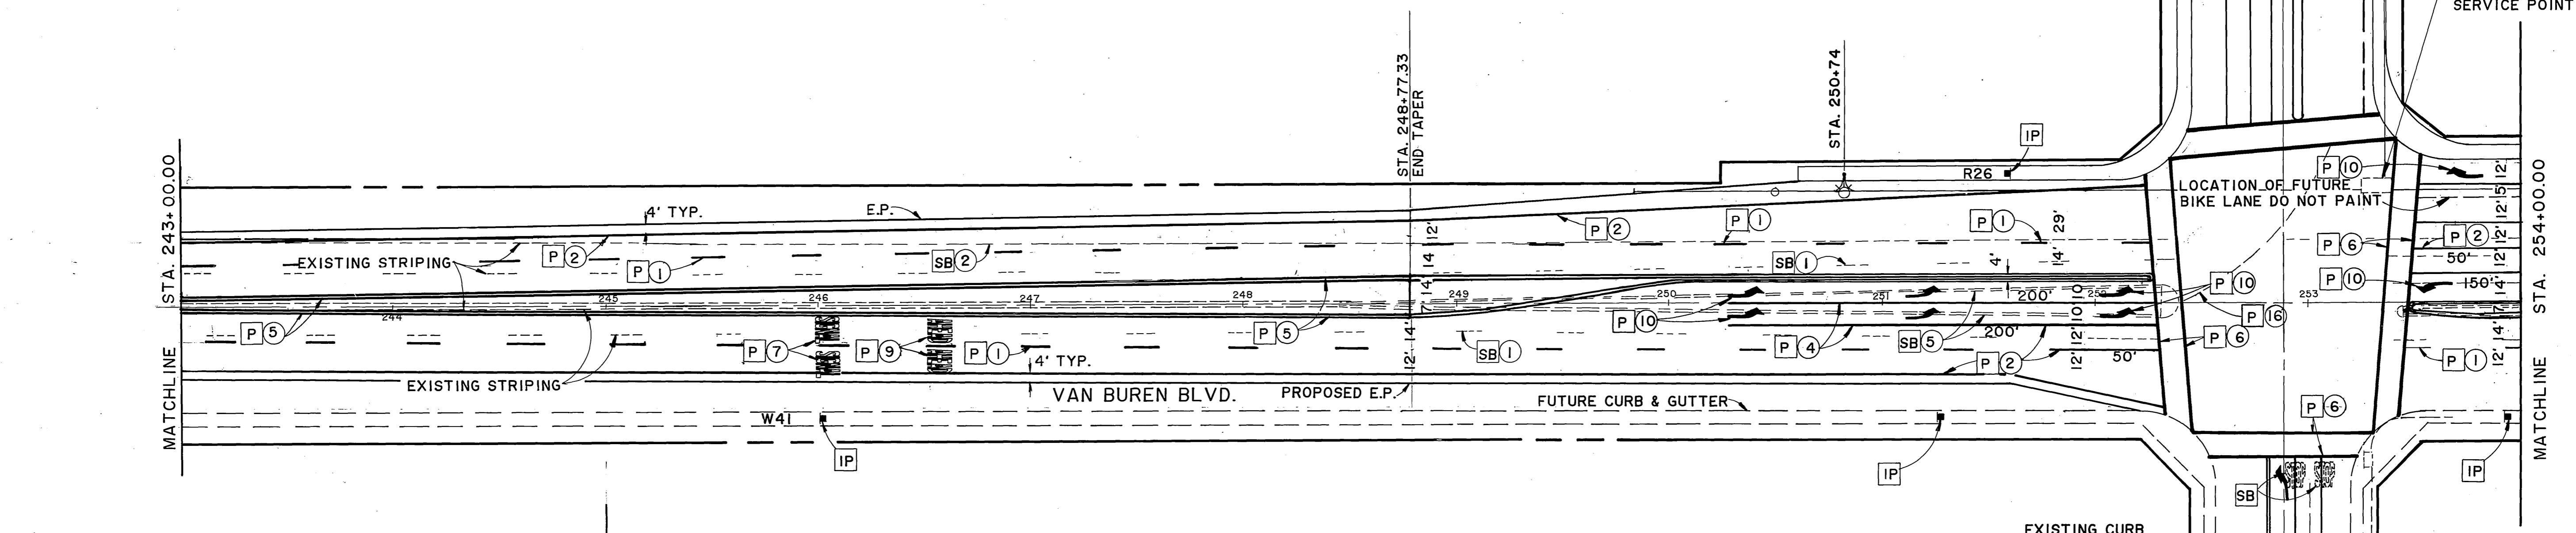 SERVICE POINT
STA. 248+77.33
END TAPER
STA. 250+74
IP
R26
P 10
12'
LOCATION OF FUTURE
BIKE LANE DO NOT PAINT
5'
12'
MATCHLINE STA. 243+00.00
4' TYP.
E.P.
12'
P 2
P 1
P 1
29'
P 6
P 2
12'
EXISTING STRIPING
P 2
P 1
SB 2
14'
SB 1
4'
14'
50'
12'
244
245
246
247
248
249
250
251
252
253
14'
7'
P 10
200'
10'
P 10
P 10
150'
14'
7'
P 5
P 5
P 10
P 4
SB 5
200'
10'
P 16
P 6
P 7
P 9
P 1
14'
SB 1
12'
12'
P 2
50'
12'
14'
P 1
EXISTING STRIPING
4' TYP.
12'
VAN BUREN BLVD.
PROPOSED E.P.
FUTURE CURB & GUTTER
P 6
W41
IP
IP
IP
SB
MATCHLINE STA. 254+00.00
EXISTING CURB